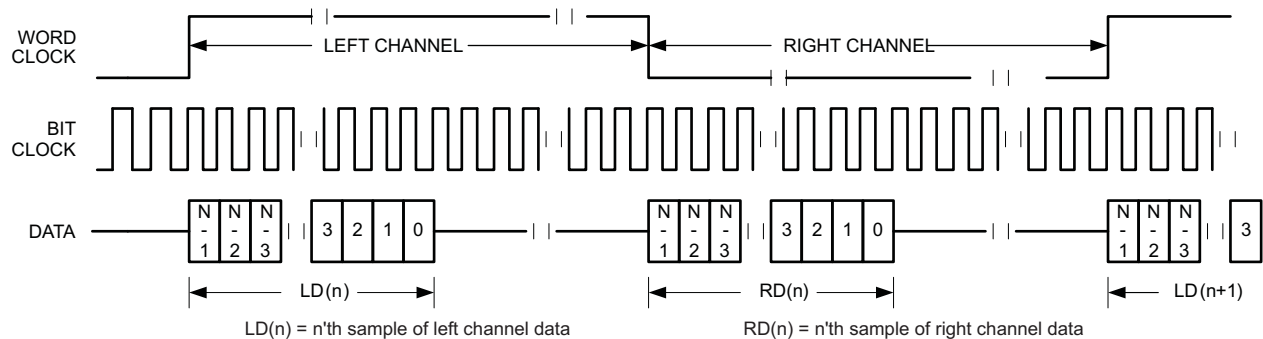 WORD
CLOCK
LEFT CHANNEL
RIGHT CHANNEL
BIT
CLOCK
DATA
N-1 N-2 N-3 3 2 1 0 N-1 N-2 N-3 3 2 1 0 N-1 N-2 N-3 3
LD(n) RD(n) LD(n+1)
LD(n) = n'th sample of left channel data
RD(n) = n'th sample of right channel data